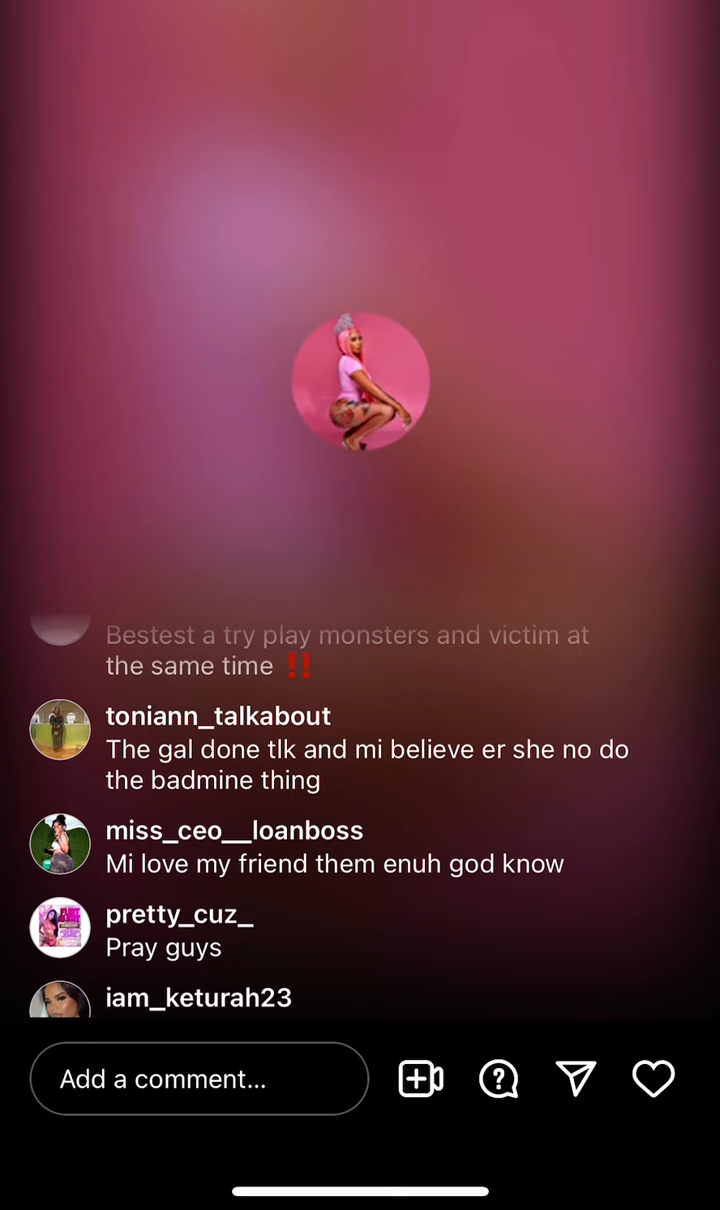 Bestest a try play monsters and victim at
the same time ‼️
toniann_talkabout
The gal done tlk and mi believe er she no do
the badmine thing
miss_ceo__loanboss
Mi love my friend them enuh god know
pretty_cuz_
Pray guys
iam_keturah23
Add a comment...